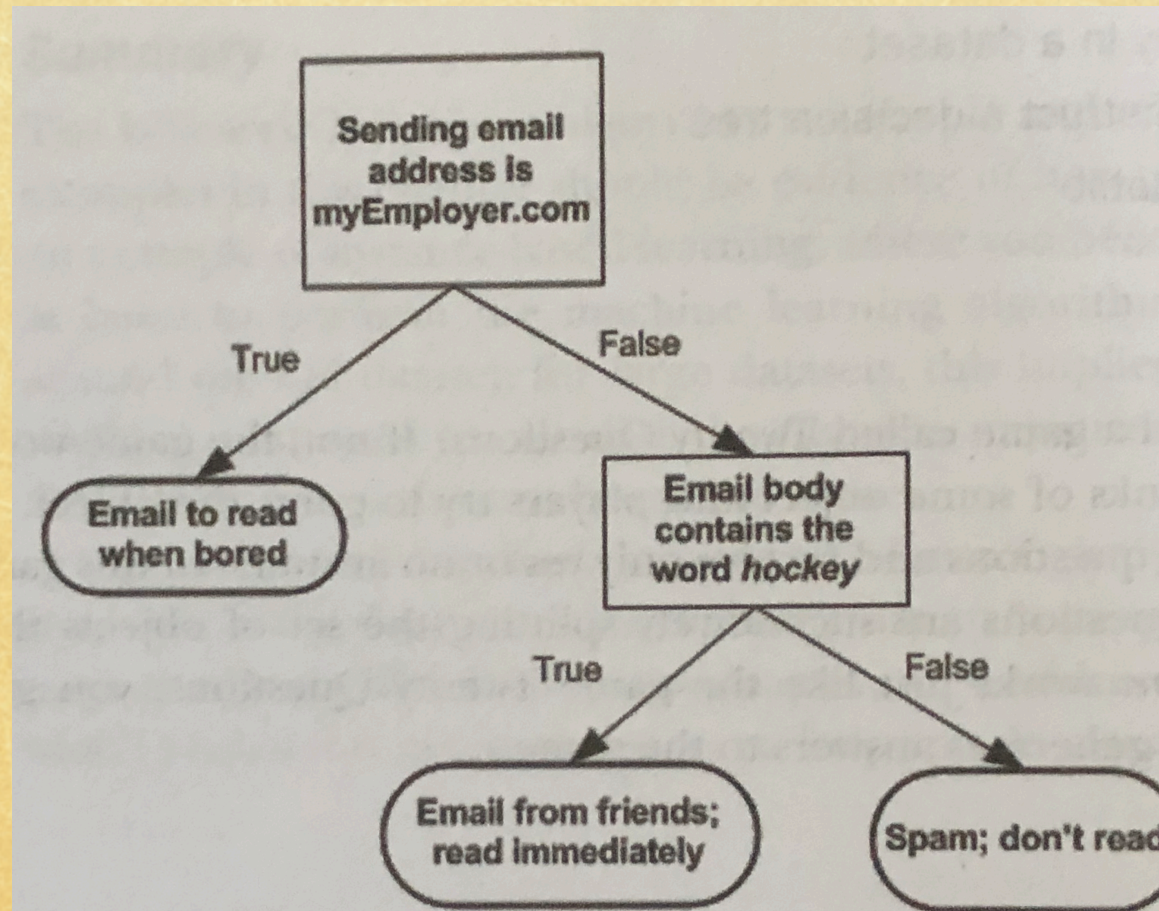 Sending email
address is
myEmployer.com
True
False
Email to read
when bored
Email body
contains the
word hockey
True
False
Email from friends;
read immediately
Spam; don't read